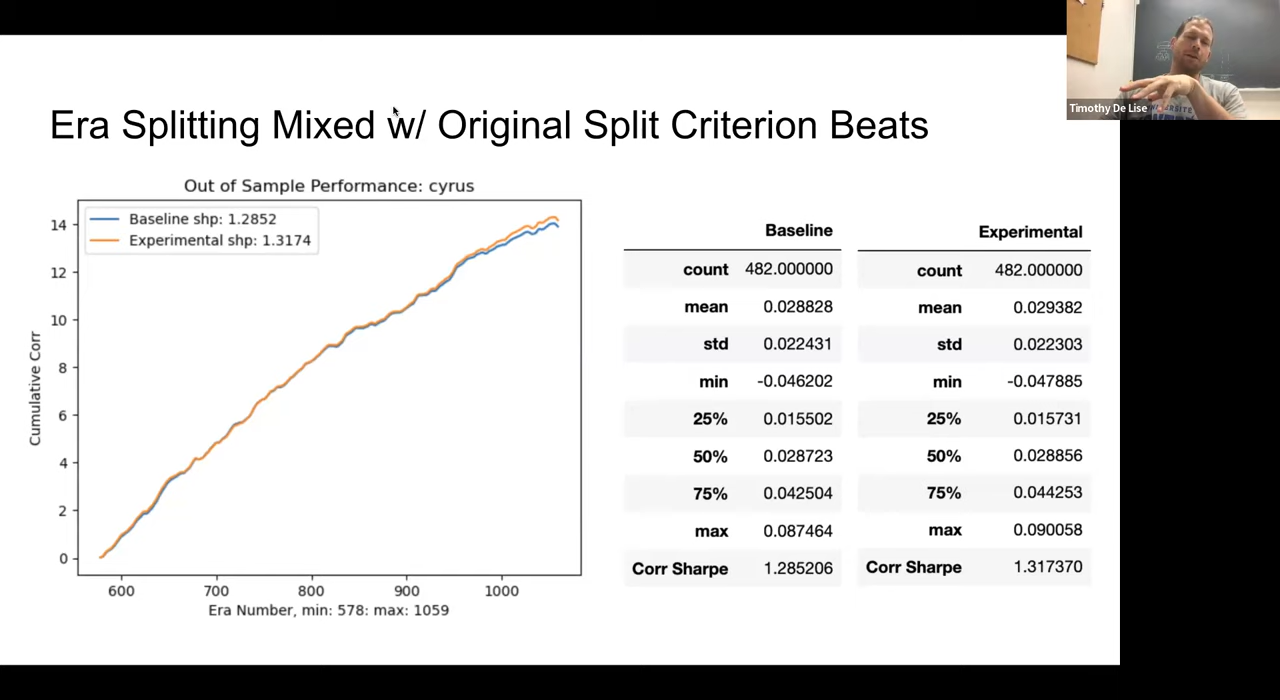 Timothy De Lise
Era Splitting Mixed w/ Original Split Criterion Beats
Out of Sample Performance: cyrus
Baseline shp: 1.2852
Experimental shp: 1.3174
Cumulative Corr
14
12
10
8
6
4
2
0
600 700 800 900 1000
Era Number, min: 578: max: 1059
Baseline
count 482.000000
mean 0.028828
std 0.022431
min -0.046202
25% 0.015502
50% 0.028723
75% 0.042504
max 0.087464
Corr Sharpe 1.285206
Experimental
count 482.000000
mean 0.029382
std 0.022303
min -0.047885
25% 0.015731
50% 0.028856
75% 0.044253
max 0.090058
Corr Sharpe 1.317370